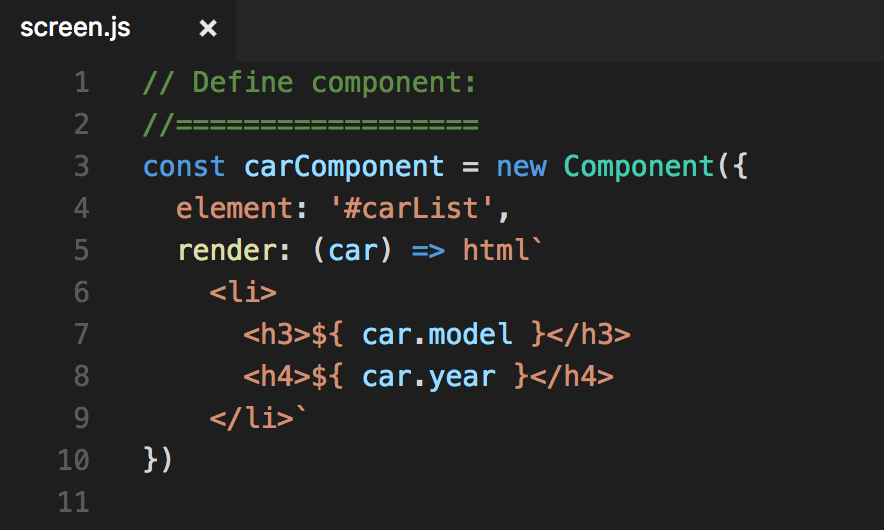 screen.js ×
1 // Define component:
2 //==================
3 const carComponent = new Component({
4   element: '#carList',
5   render: (car) => html`
6     <li>
7       <h3>${ car.model }</h3>
8       <h4>${ car.year }</h4>
9     </li>`
10 })
11